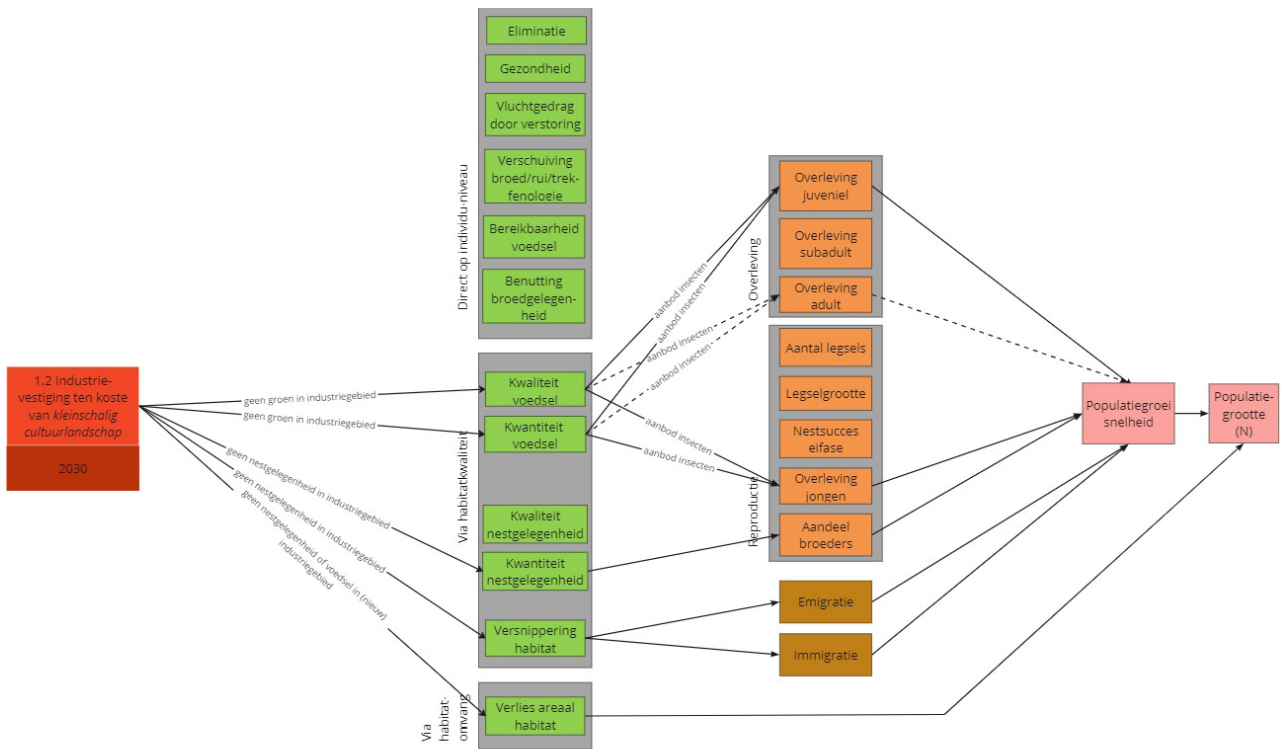 Eliminatie
Gezondheid
Vluchtgedrag
door verstoring
Verschuiving
broed/rui/trek-
fenologie
Bereikbaarheid
voedsel
Benutting
broedgelegen-
heid
Direct op individu-niveau
1.2 Industrie-
vestiging ten koste
van kleinschalig
cultuurlandschap
2030
geen groen in industriegebied
geen groen in industriegebied
geen nestgelegenheid in industriegebied
geen nestgelegenheid in industriegebied
geen nestgelegenheid of voedsel in (nieuw)
industriegebied
Kwaliteit
voedsel
Kwantiteit
voedsel
Kwaliteit
nestgelegenheid
Kwantiteit
nestgelegenheid
Versnippering
habitat
Via habitatkwaliteit
Verlies areaal
habitat
Via
habitat-
omvang
aanbod insecten
aanbod insecten
aanbod insecten
aanbod insecten
aanbod insecten
aanbod insecten
Overleving
juveniel
Overleving
subadult
Overleving
adult
Overleving
Aantal legsels
Legselgrootte
Nestsucces
eifase
Overleving
jongen
Aandeel
broeders
Reproductie
Emigratie
Immigratie
Populatiegroei
snelheid
Populatie-
grootte
(N)